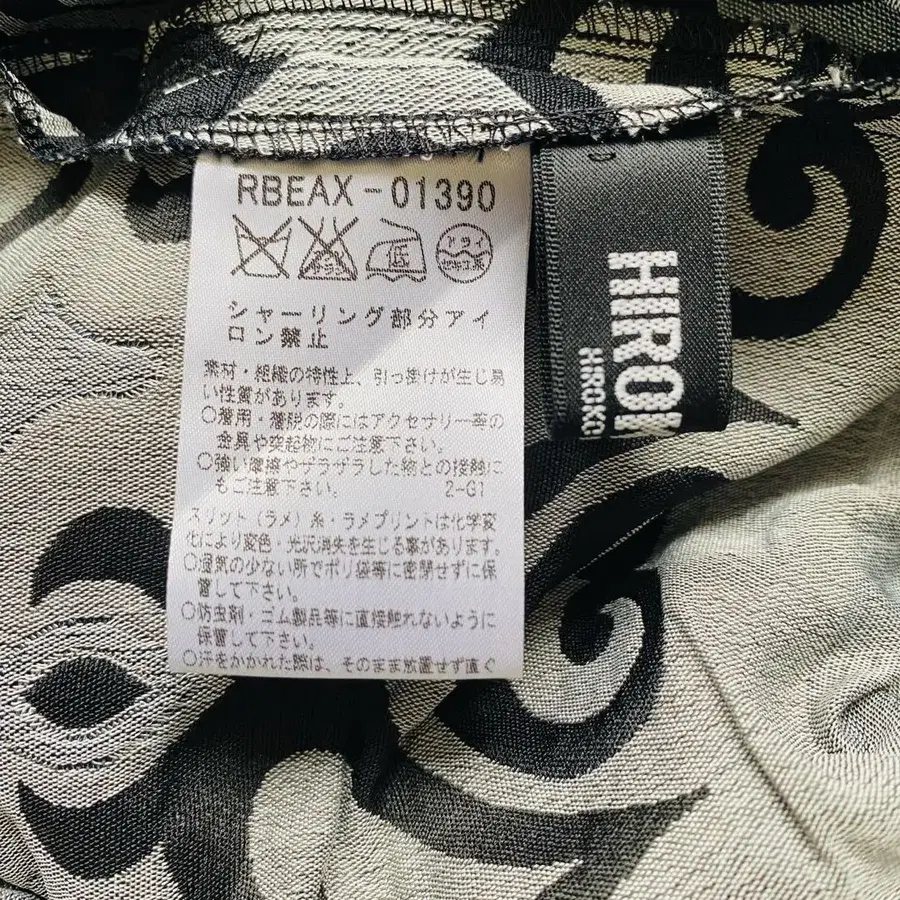 RBEAX-01390
サラシ
低
ドライ
セキユ系
シャーリング部分アイ
ロン禁止
素材・組織の特性上、引っ掛けが生じ易
い性質があります。
○着用・着脱の際にはアクセサリー等の
金具や突起物にご注意下さい。
○強い摩擦やザラザラした物との接触に
もご注意下さい。 2-G1
スリット（ラメ）糸・ラメプリントは化学変
化により変色・光沢消失を生じる事があります。
○湿気の少ない所でポリ袋等に密閉せずに保
管して下さい。
○防虫剤・ゴム製品等に直接触れないように
保管して下さい。
○汗をかかれた際は、そのまま放置せず直ぐ
HIROK
HIROKO